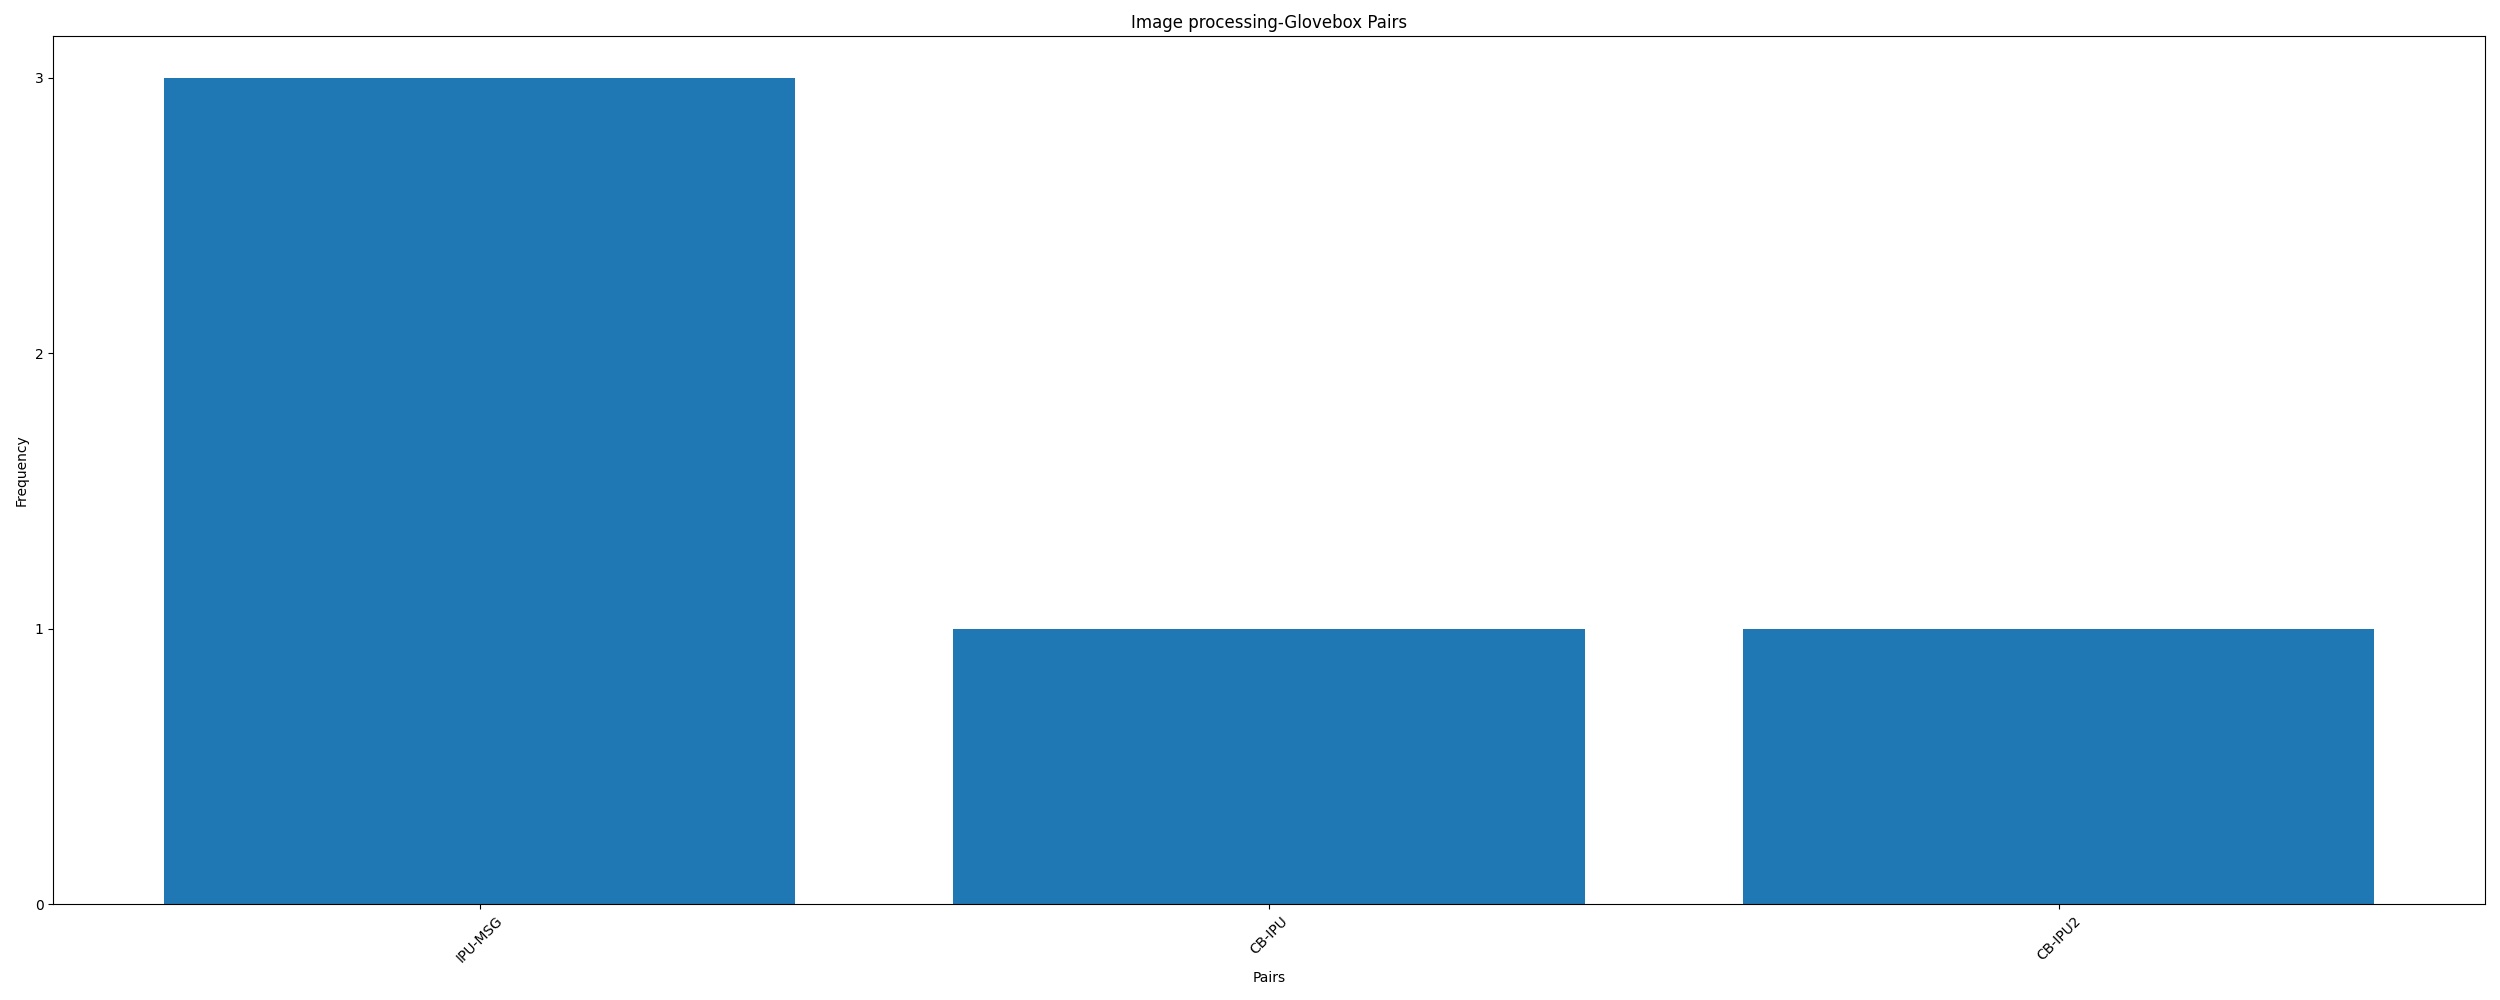 Image processing-Glovebox Pairs
Frequency
3
2
1
0
IPU-MSG
CB-IPU
CB-IPU2
Pairs